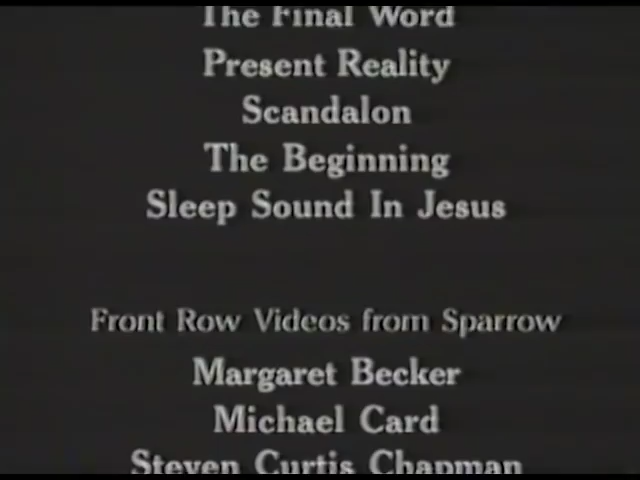 The Final Word
Present Reality
Scandalon
The Beginning
Sleep Sound In Jesus
Front Row Videos from Sparrow
Margaret Becker
Michael Card
Steven Curtis Chapman